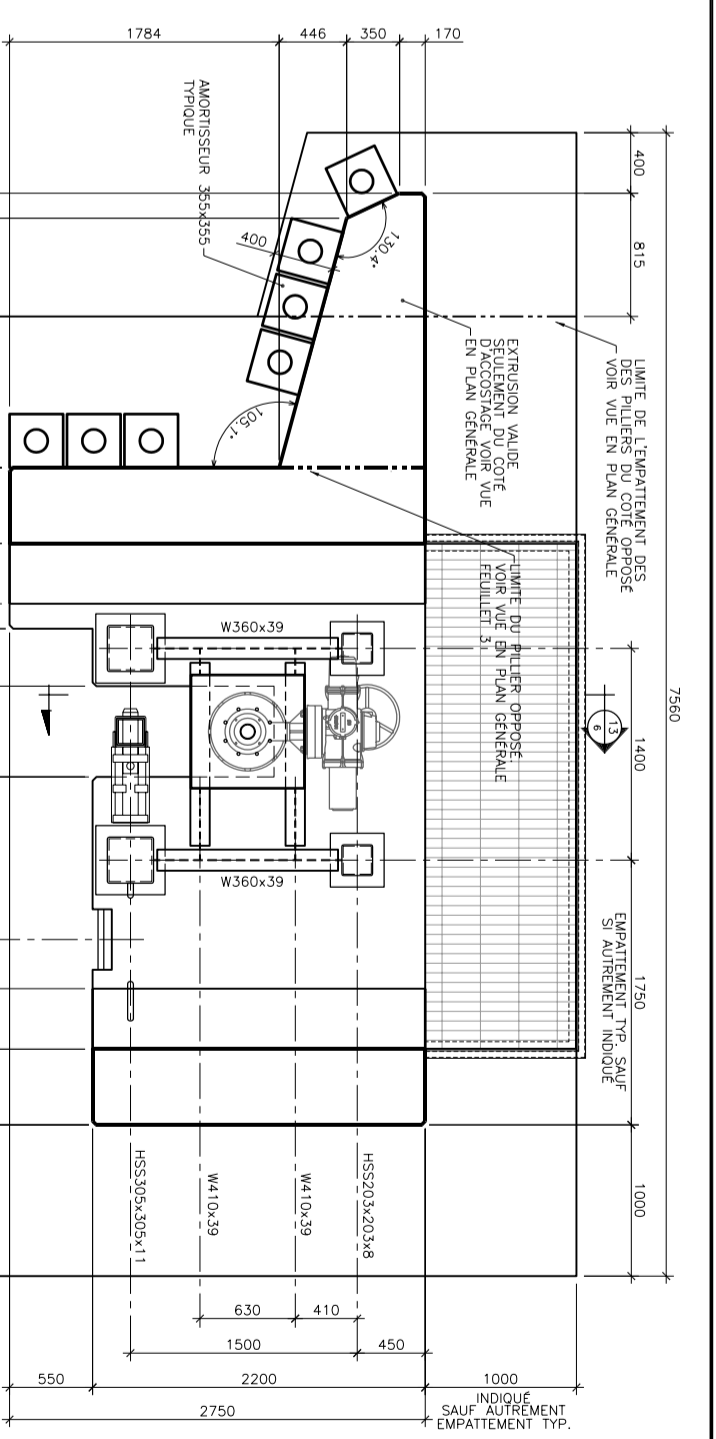 1784
446
350
170
7560
400
815
1400
1750
1000
AMORTISSEUR 355x355
TYPIQUE
400
130.4°
105.1°
LIMITE DE L'EMPATTEMENT DES
DES PILLIERS DU COTÉ OPPOSÉ
VOIR VUE EN PLAN GÉNÉRALE
EXTRUSION VALIDE
SEULEMENT DU COTÉ
D'ACCOSTAGE VOIR VUE
EN PLAN GÉNÉRALE
LIMITE DU PILLIER OPPOSÉ,
VOIR VUE EN PLAN GÉNÉRALE
FEUILLET 3
13
6
W360x39
W360x39
EMPATTEMENT TYP. SAUF
SI AUTREMENT INDIQUÉ
HSS305x305x11
W410x39
W410x39
HSS203x203x8
630
410
1500
450
550
2200
1000
2750
INDIQUÉ
SAUF AUTREMENT
EMPATTEMENT TYP.